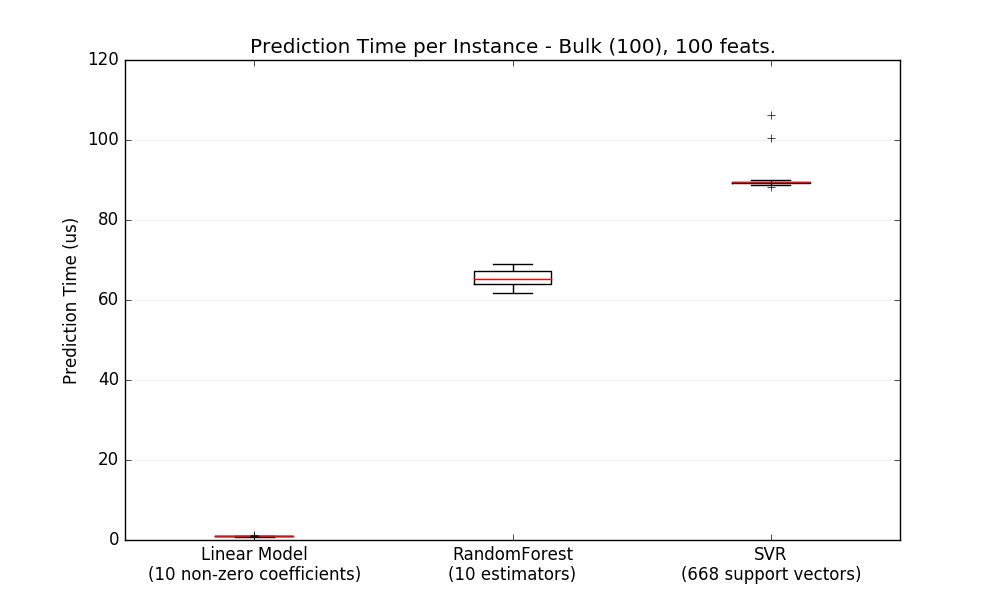 Prediction Time per Instance - Bulk (100), 100 feats.
120
100
80
60
40
20
0
Prediction Time (us)
Linear Model
(10 non-zero coefficients)
RandomForest
(10 estimators)
SVR
(668 support vectors)